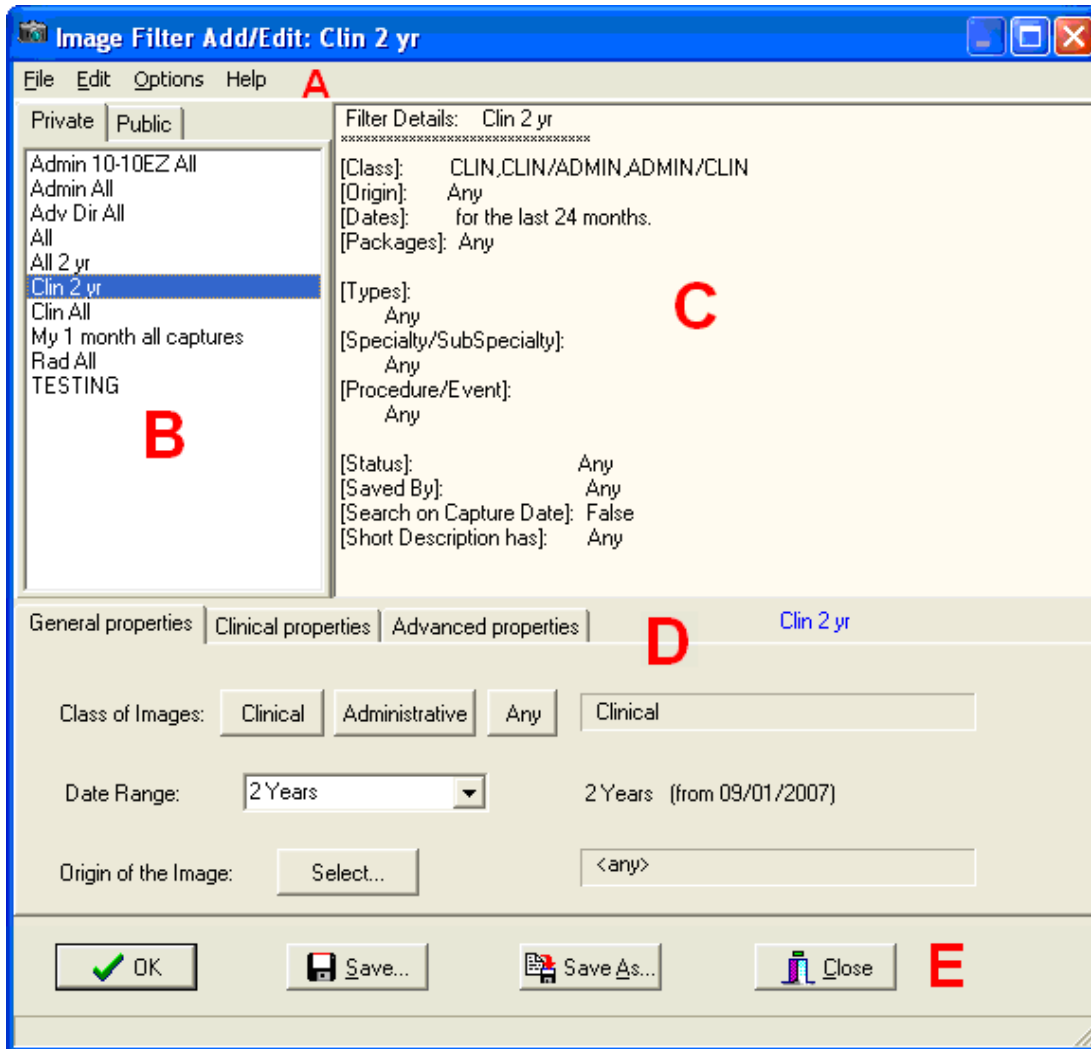 Image Filter Add/Edit: Clin 2 yr
File Edit Options Help A
Private Public
Admin 10-10EZ All
Admin All
Adv Dir All
All
All 2 yr
Clin 2 yr
Clin All
My 1 month all captures
Rad All
TESTING
B
Filter Details: Clin 2 yr
[Class]: CLIN,CLIN/ADMIN,ADMIN/CLIN
[Origin]: Any
[Dates]: for the last 24 months.
[Packages]: Any
[Types]:
Any
[Specialty/SubSpecialty]:
Any
[Procedure/Event]:
Any
[Status]: Any
[Saved By]: Any
[Search on Capture Date]: False
[Short Description has]: Any
C
General properties Clinical properties Advanced properties D Clin 2 yr
Class of Images: Clinical Administrative Any Clinical
Date Range: 2 Years 2 Years (from 09/01/2007)
Origin of the Image: Select... <any>
OK Save... Save As... Close E